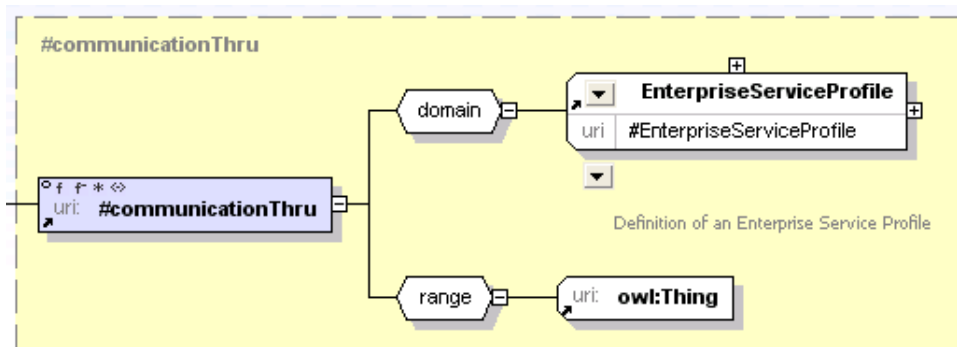 #communicationThru
domain
EnterpriseServiceProfile
uri #EnterpriseServiceProfile
f f- * <>
uri: #communicationThru
Definition of an Enterprise Service Profile
range
uri: owl:Thing